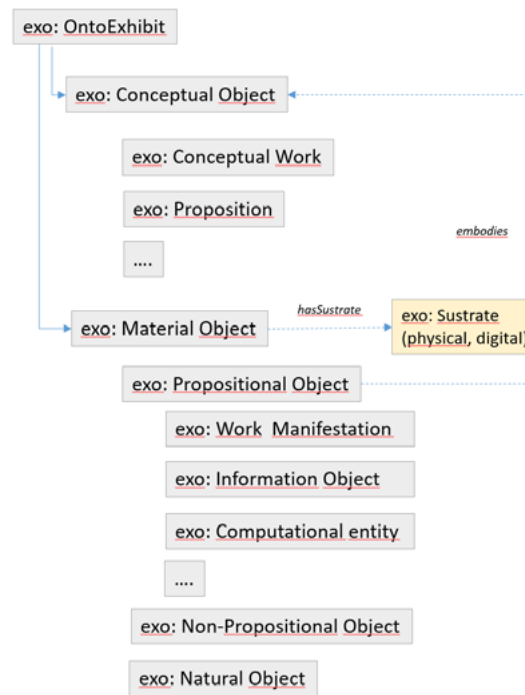 exo: OntoExhibit
exo: Conceptual Object
exo: Conceptual Work
exo: Proposition
....
embodies
hasSustrate
exo: Material Object
exo: Sustrate
(physical, digital)
exo: Propositional Object
exo: Work Manifestation
exo: Information Object
exo: Computational entity
....
exo: Non-Propositional Object
exo: Natural Object